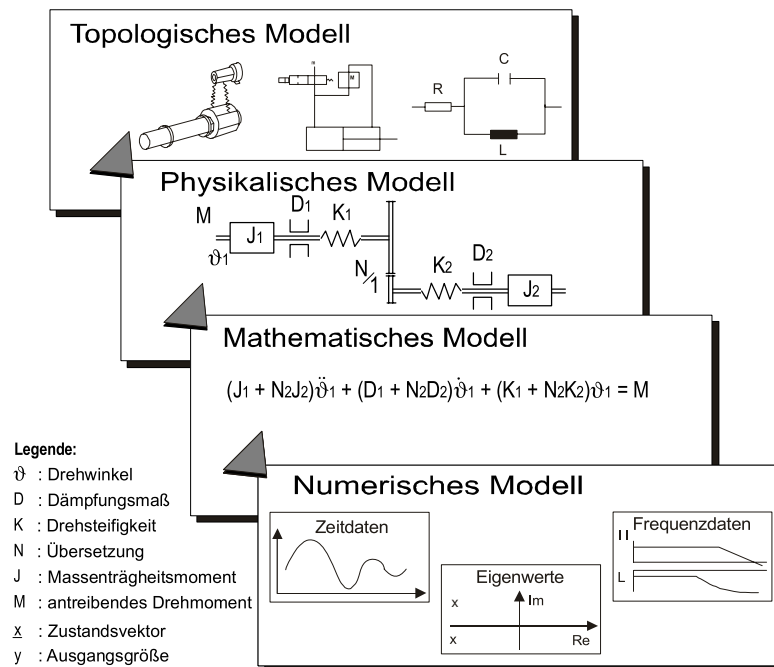 Topologisches Modell
m
M
R
C
L
Physikalisches Modell
M
ϑ1
J1
D1
K1
N/1
K2
D2
J2
Mathematisches Modell
(J1 + N2J2)ϑ̈1 + (D1 + N2D2)ϑ̇1 + (K1 + N2K2)ϑ1 = M
Numerisches Modell
Zeitdaten
Eigenwerte
x
x
Im
Re
Frequenzdaten
L
Legende:
ϑ : Drehwinkel
D : Dämpfungsmaß
K : Drehsteifigkeit
N : Übersetzung
J : Massenträgheitsmoment
M : antreibendes Drehmoment
x : Zustandsvektor
y : Ausgangsgröße